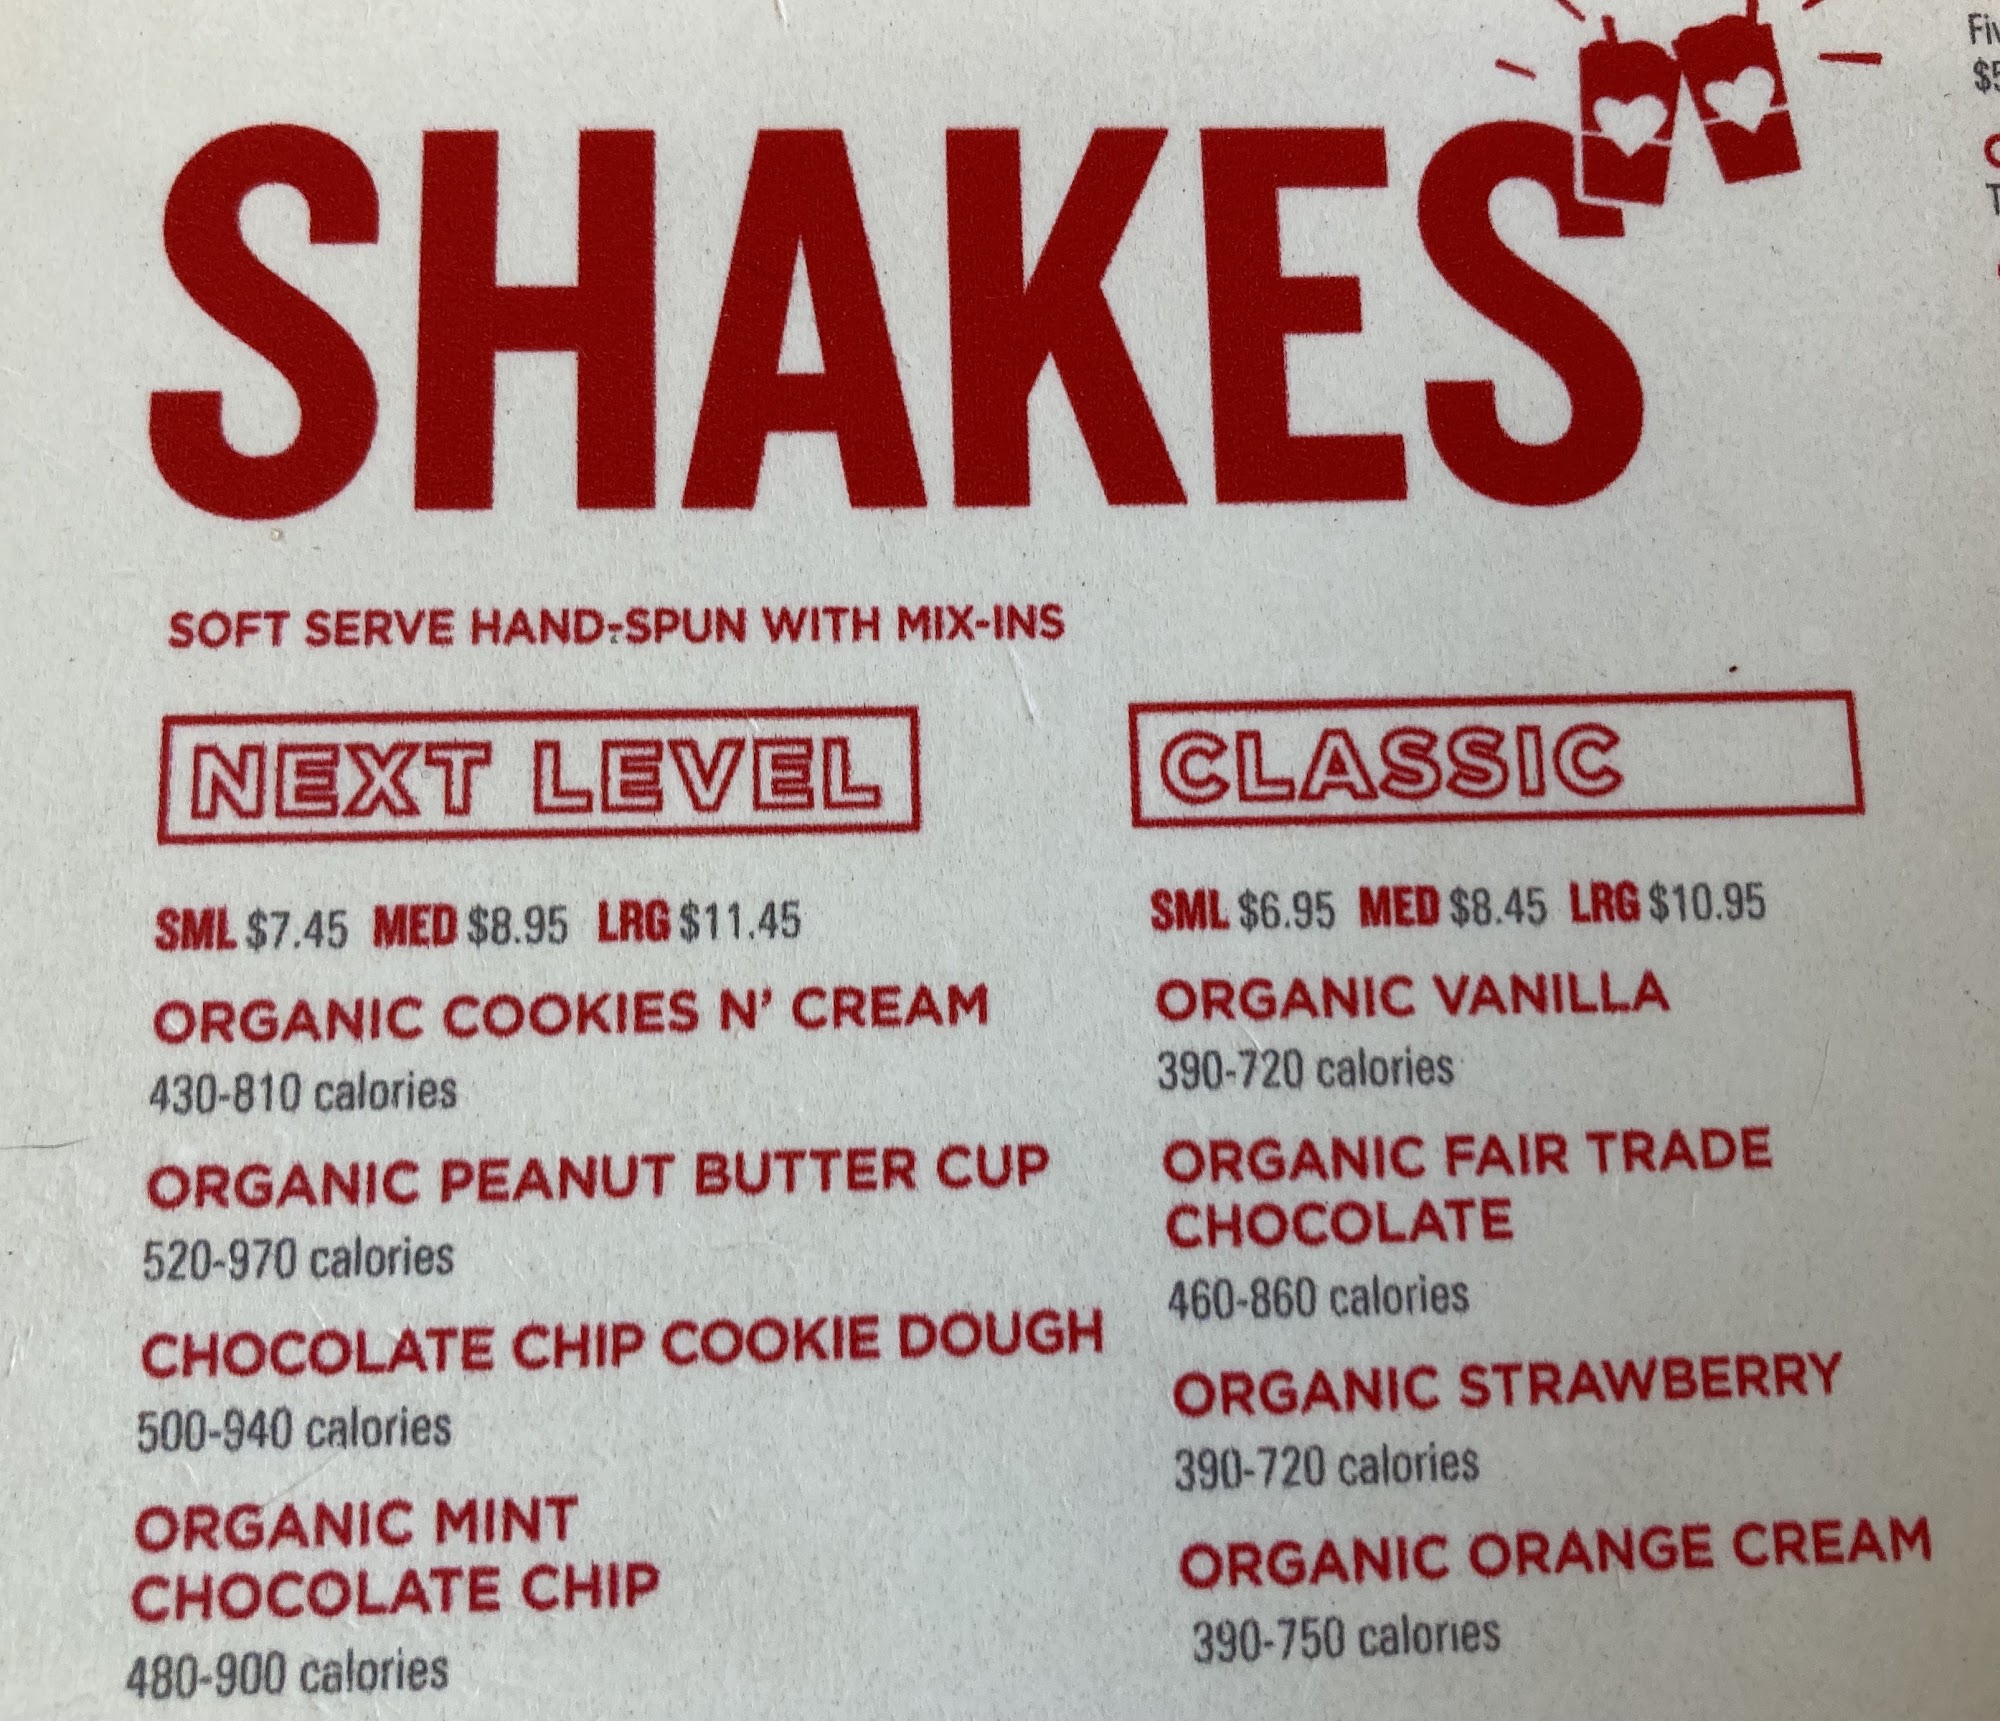 SHAKES
SOFT SERVE HAND-SPUN WITH MIX-INS
NEXT LEVEL
SML $7.45 MED $8.95 LRG $11.45
ORGANIC COOKIES N' CREAM
430-810 calories
ORGANIC PEANUT BUTTER CUP
520-970 calories
CHOCOLATE CHIP COOKIE DOUGH
500-940 calories
ORGANIC MINT
CHOCOLATE CHIP
480-900 calories
CLASSIC
SML $6.95 MED $8.45 LRG $10.95
ORGANIC VANILLA
390-720 calories
ORGANIC FAIR TRADE
CHOCOLATE
460-860 calories
ORGANIC STRAWBERRY
390-720 calories
ORGANIC ORANGE CREAM
390-750 calories